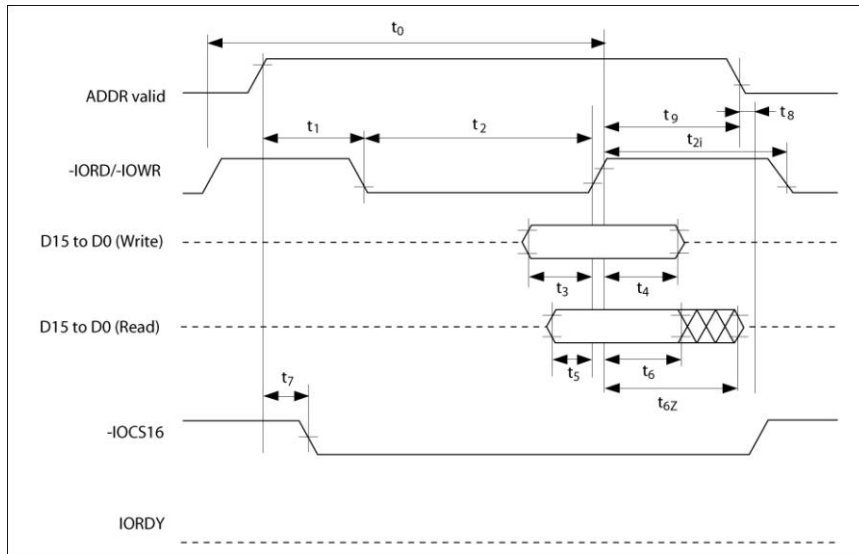 t0
ADDR valid
t9
t8
t1
t2
t2i
-IORD/-IOWR
D15 to D0 (Write)
t3
t4
D15 to D0 (Read)
t5
t6
t6Z
t7
-IOCS16
IORDY